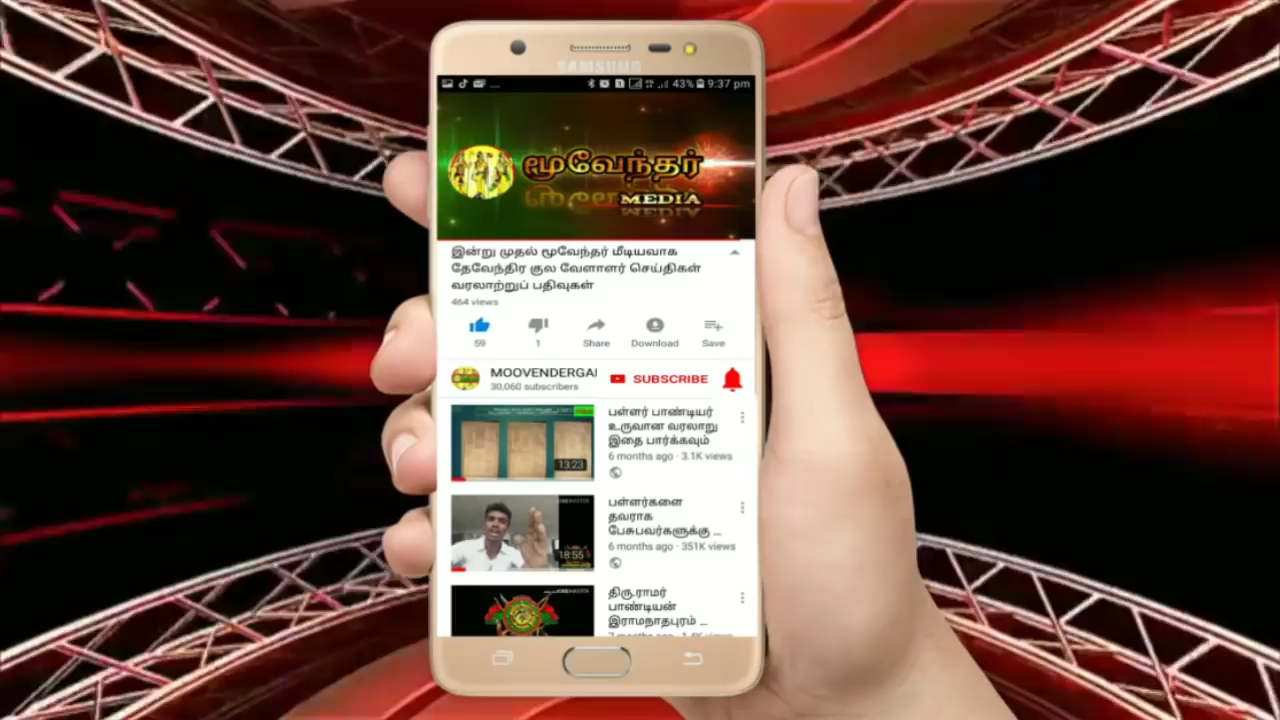 SAMSUNG
43% 9:37 pm
மூவேந்தர்
MEDIA
இன்று முதல் மூவேந்தர் மீடியவாக
தேவேந்திர குல வேளாளர் செய்திகள்
வரலாற்றுப் பதிவுகள்
464 views
59 1 Share Download Save
MOOVENDERGAI
30,060 subscribers
SUBSCRIBE
பள்ளர் பாண்டியர்
உருவான வரலாறு
இதை பார்க்கவும்
6 months ago · 3.1K views
13:23
பள்ளர்களை
தவராக
பேசுபவர்களுக்கு ...
6 months ago · 351K views
18:55
திரு.ராமர்
பாண்டியன்
இராமநாதபுரம் ...